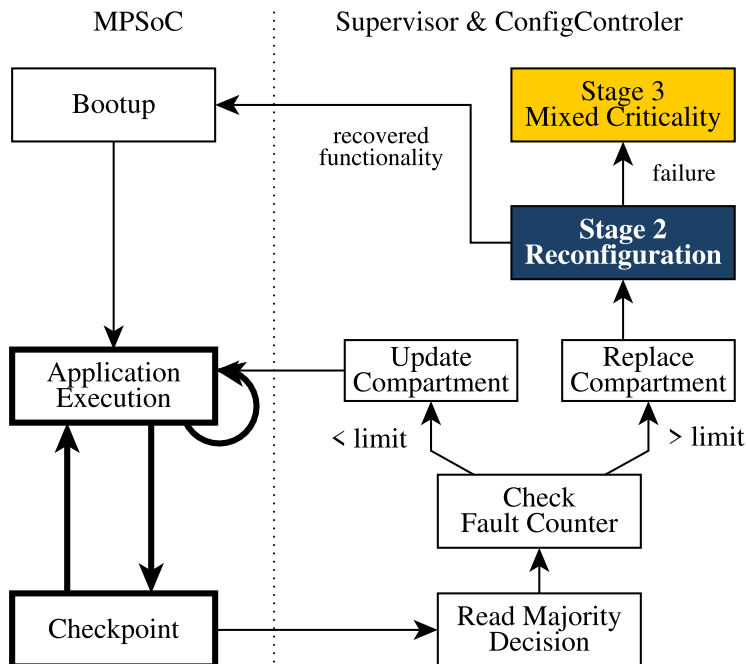 MPSoC
Supervisor & ConfigControler
Bootup
Stage 3
Mixed Criticality
recovered
functionality
failure
Stage 2
Reconfiguration
Application
Execution
Update
Compartment
Replace
Compartment
< limit
> limit
Check
Fault Counter
Checkpoint
Read Majority
Decision